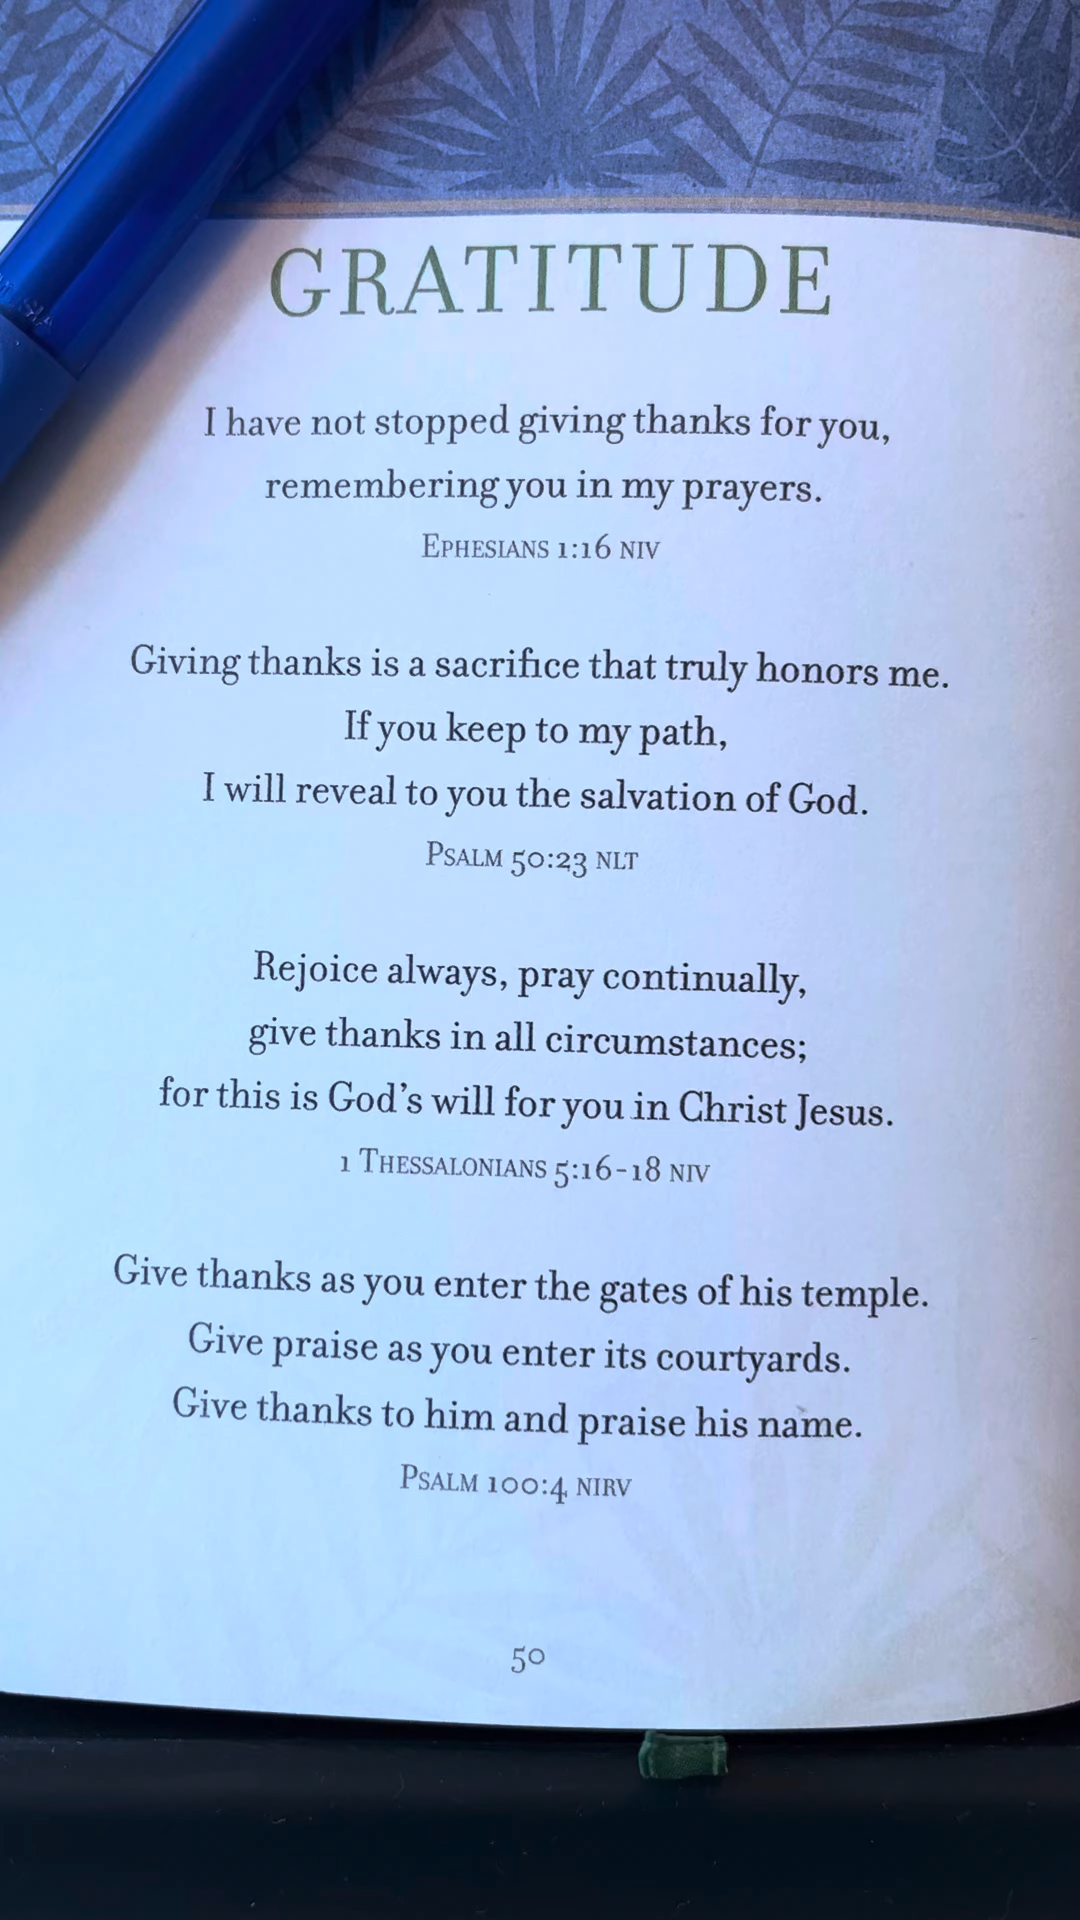 GRATITUDE
I have not stopped giving thanks for you,
remembering you in my prayers.
EPHESIANS 1:16 NIV
Giving thanks is a sacrifice that truly honors me.
If you keep to my path,
I will reveal to you the salvation of God.
PSALM 50:23 NLT
Rejoice always, pray continually,
give thanks in all circumstances;
for this is God’s will for you in Christ Jesus.
1 THESSALONIANS 5:16-18 NIV
Give thanks as you enter the gates of his temple.
Give praise as you enter its courtyards.
Give thanks to him and praise his name.
PSALM 100:4 NIRV
50